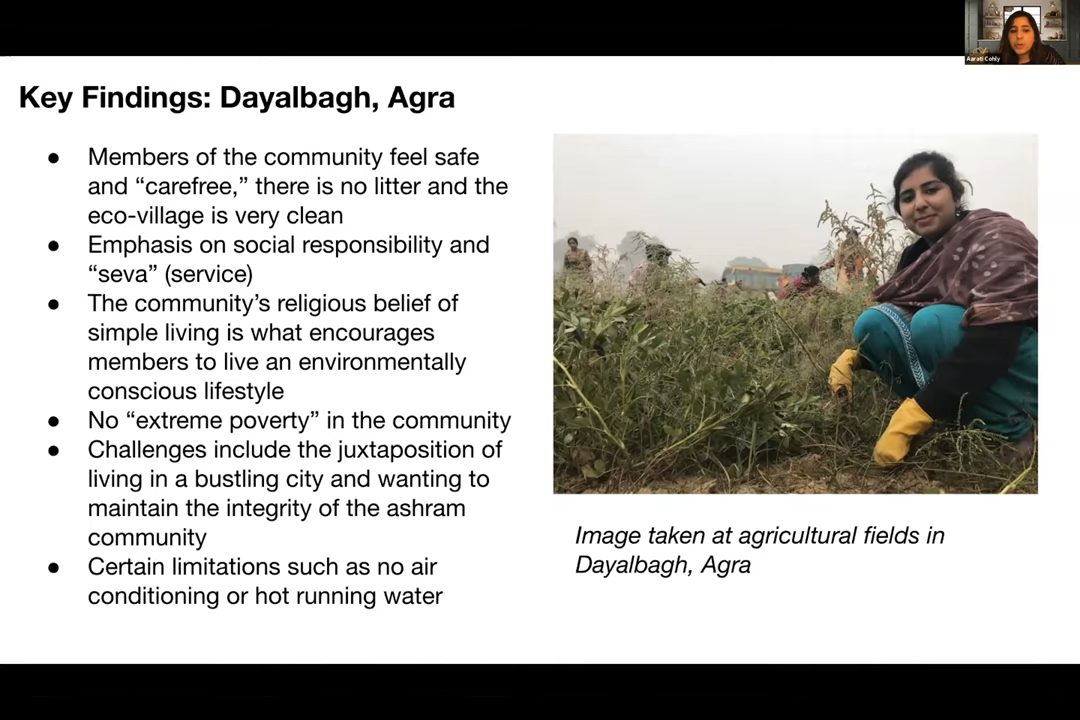 Aarati Cohly
Key Findings: Dayalbagh, Agra
● Members of the community feel safe
and “carefree,” there is no litter and the
eco-village is very clean
● Emphasis on social responsibility and
“seva” (service)
● The community’s religious belief of
simple living is what encourages
members to live an environmentally
conscious lifestyle
● No “extreme poverty” in the community
● Challenges include the juxtaposition of
living in a bustling city and wanting to
maintain the integrity of the ashram
community
● Certain limitations such as no air
conditioning or hot running water
Image taken at agricultural fields in
Dayalbagh, Agra